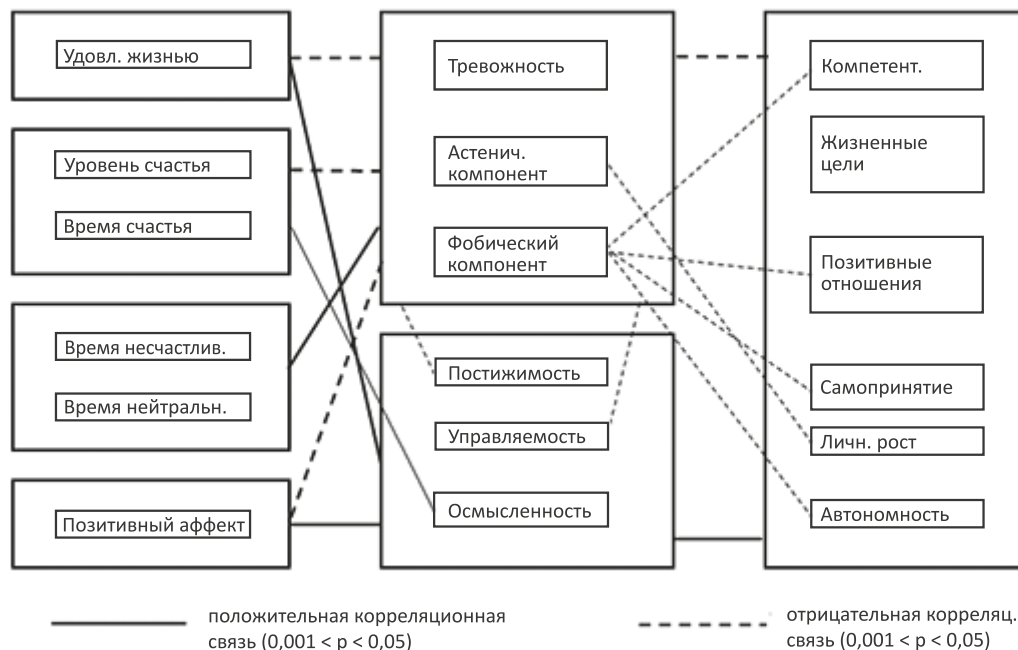 Удовл. жизнью
Уровень счастья
Время счастья
Время несчастлив.
Время нейтральн.
Позитивный аффект
Тревожность
Астенич.
компонент
Фобический
компонент
Постижимость
Управляемость
Осмысленность
Компетент.
Жизненные
цели
Позитивные
отношения
Самопринятие
Личн. рост
Автономность
положительная корреляционная
связь (0,001 < p < 0,05)
отрицательная корреляц.
связь (0,001 < p < 0,05)